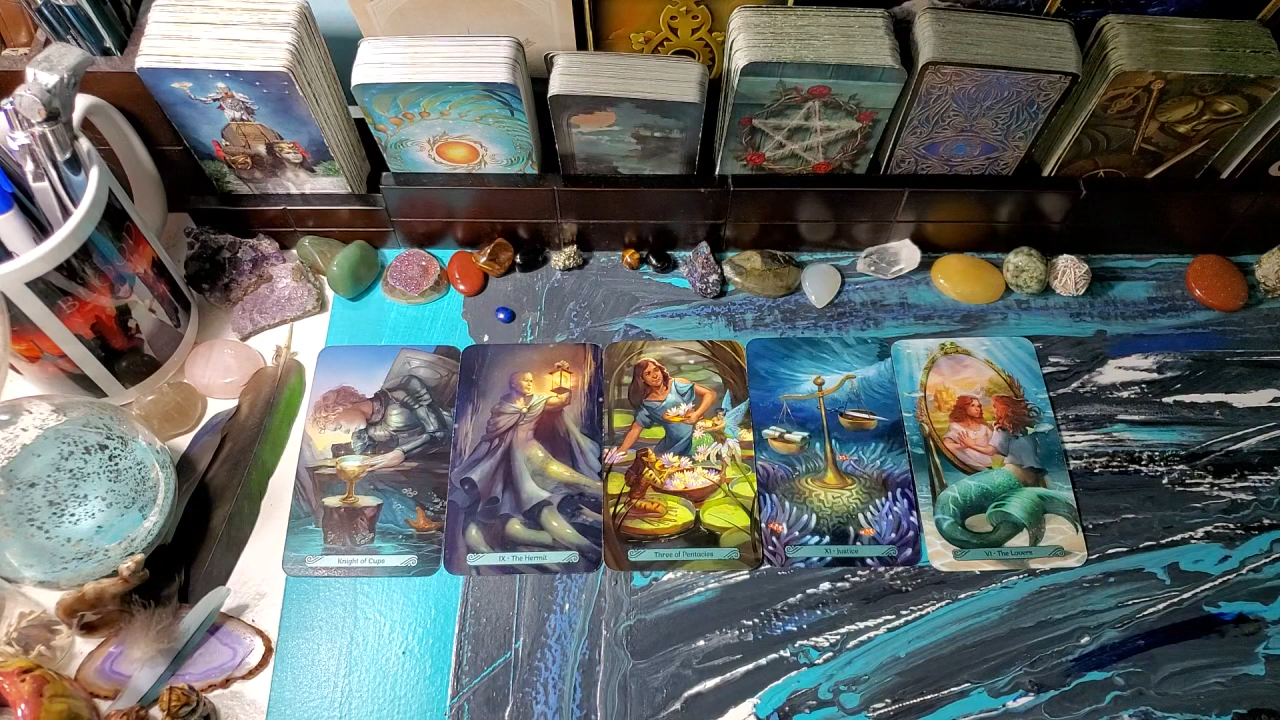 Knight of Cups
IX - The Hermit
Three of Pentacles
XI - Justice
VI - The Lovers